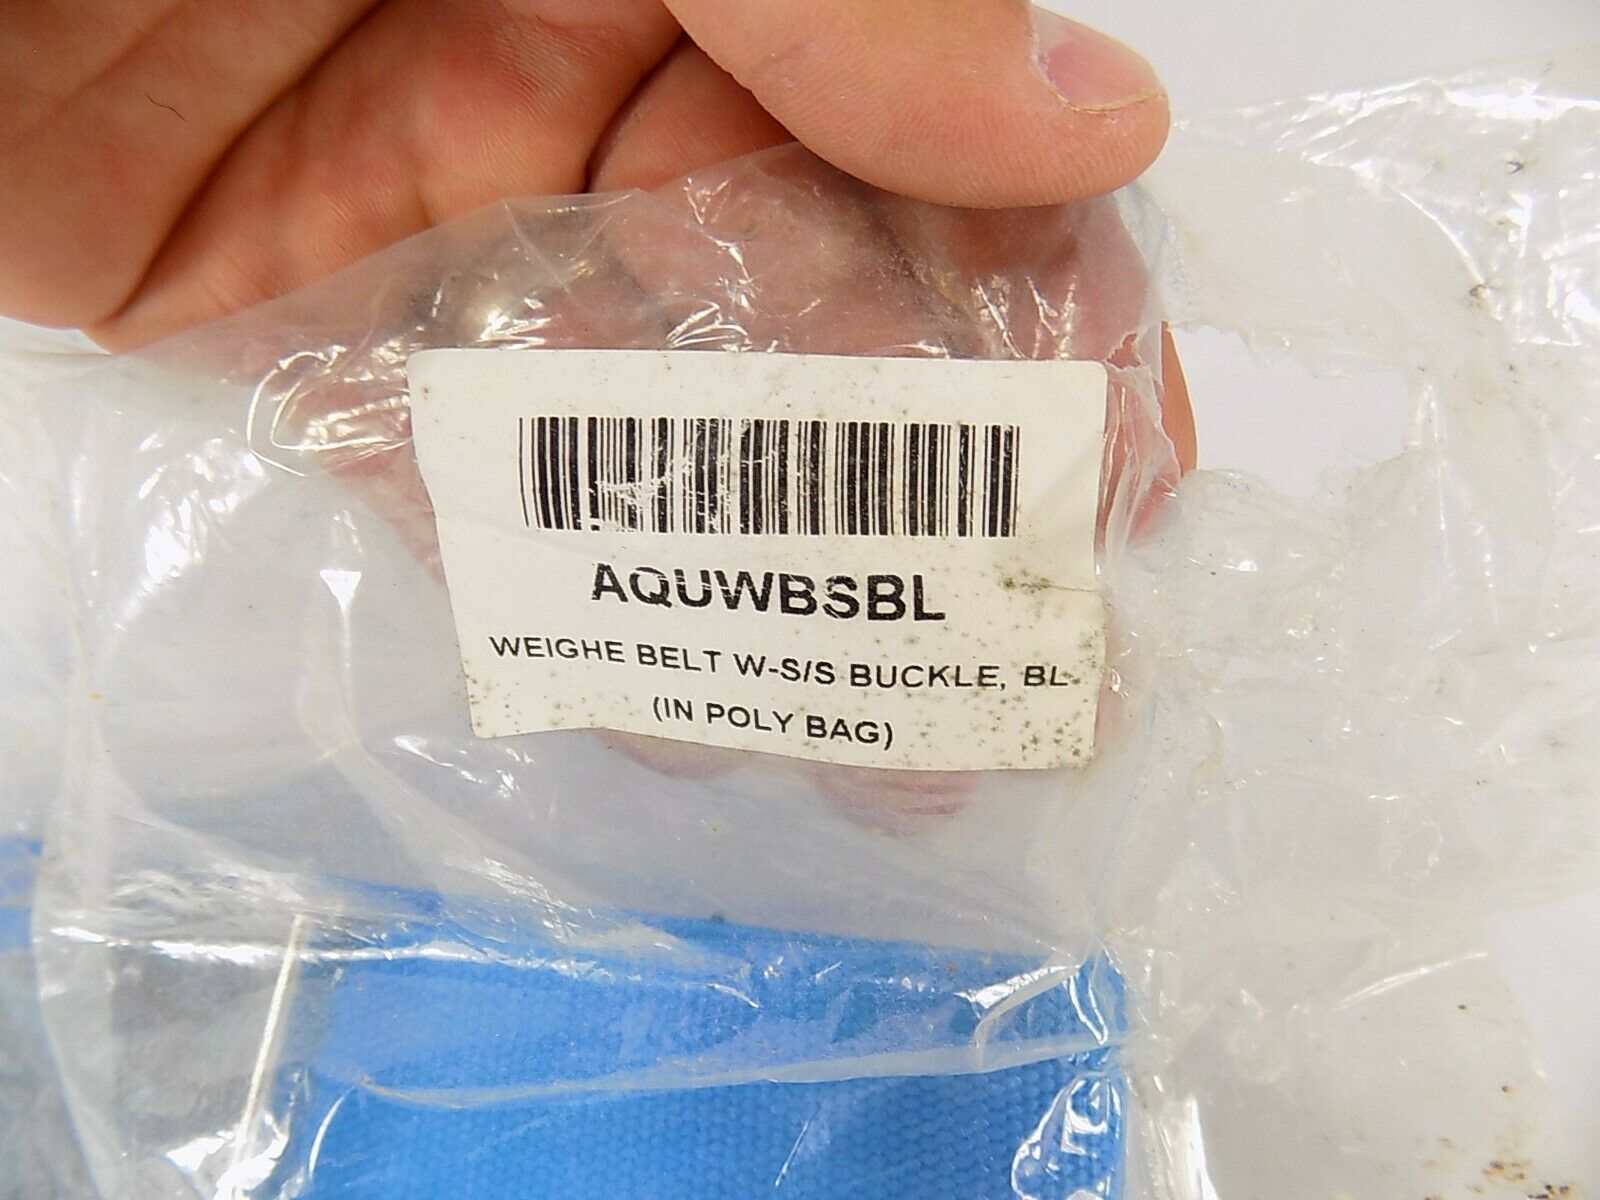 AQUWBSBL
WEIGHE BELT W-S/S BUCKLE, BL
(IN POLY BAG)